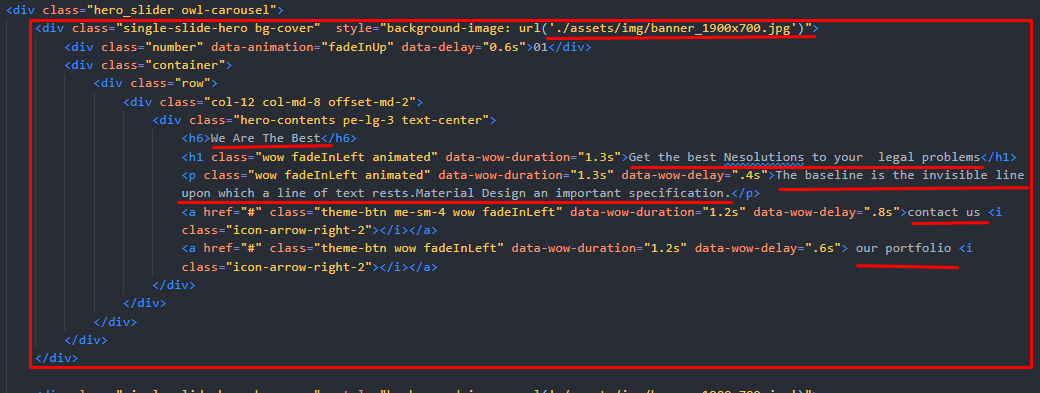 <div class="hero_slider owl-carousel">
<div class="single-slide-hero bg-cover"  style="background-image: url('./assets/img/banner_1900x700.jpg')">
<div class="number" data-animation="fadeInUp" data-delay="0.6s">01</div>
<div class="container">
<div class="row">
<div class="col-12 col-md-8 offset-md-2">
<div class="hero-contents pe-lg-3 text-center">
<h6>We Are The Best</h6>
<h1 class="wow fadeInLeft animated" data-wow-duration="1.3s">Get the best Nesolutions to your  legal problems</h1>
<p class="wow fadeInLeft animated" data-wow-duration="1.3s" data-wow-delay=".4s">The baseline is the invisible line
upon which a line of text rests.Material Design an important specification.</p>
<a href="#" class="theme-btn me-sm-4 wow fadeInLeft" data-wow-duration="1.2s" data-wow-delay=".8s">contact us <i
class="icon-arrow-right-2"></i></a>
<a href="#" class="theme-btn wow fadeInLeft" data-wow-duration="1.2s" data-wow-delay=".6s"> our portfolio <i
class="icon-arrow-right-2"></i></a>
</div>
</div>
</div>
</div>
</div>